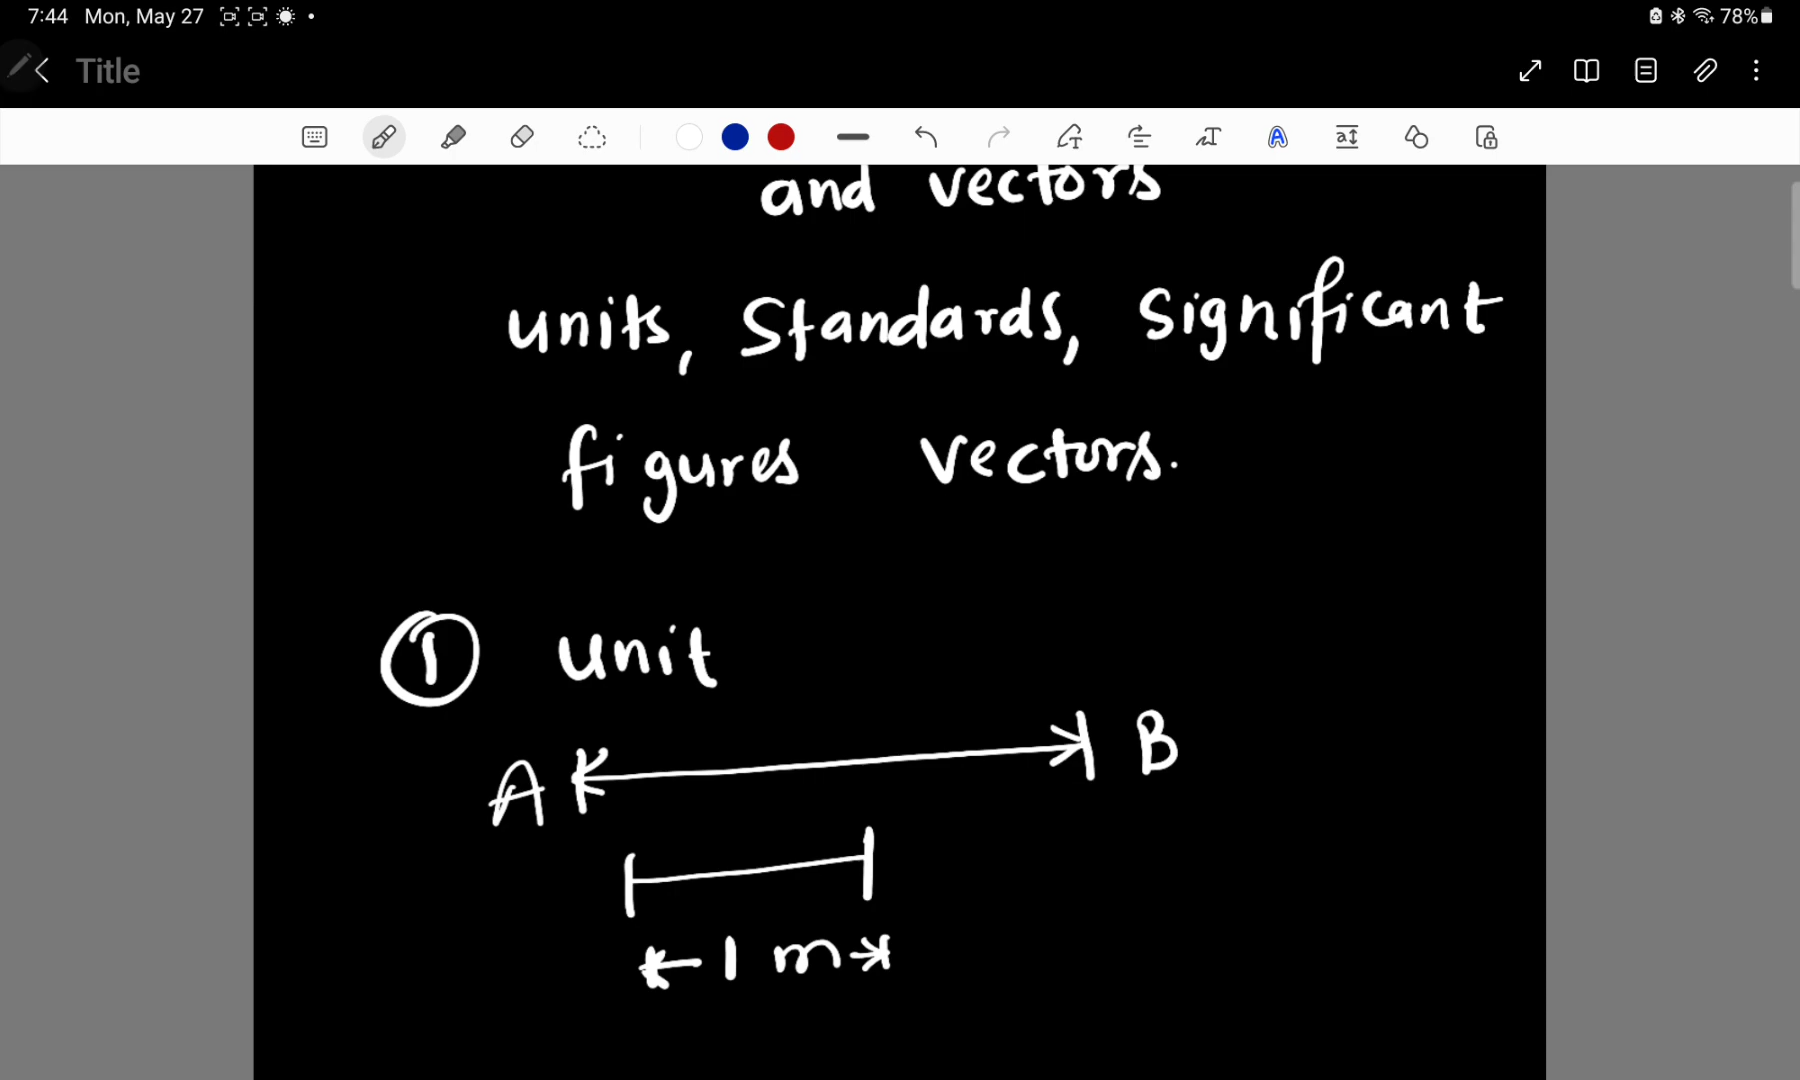 7:44 Mon, May 27 78%
Title
and vectors
units, Standards, Significant
figures vectors.
1 unit
A B
1 m